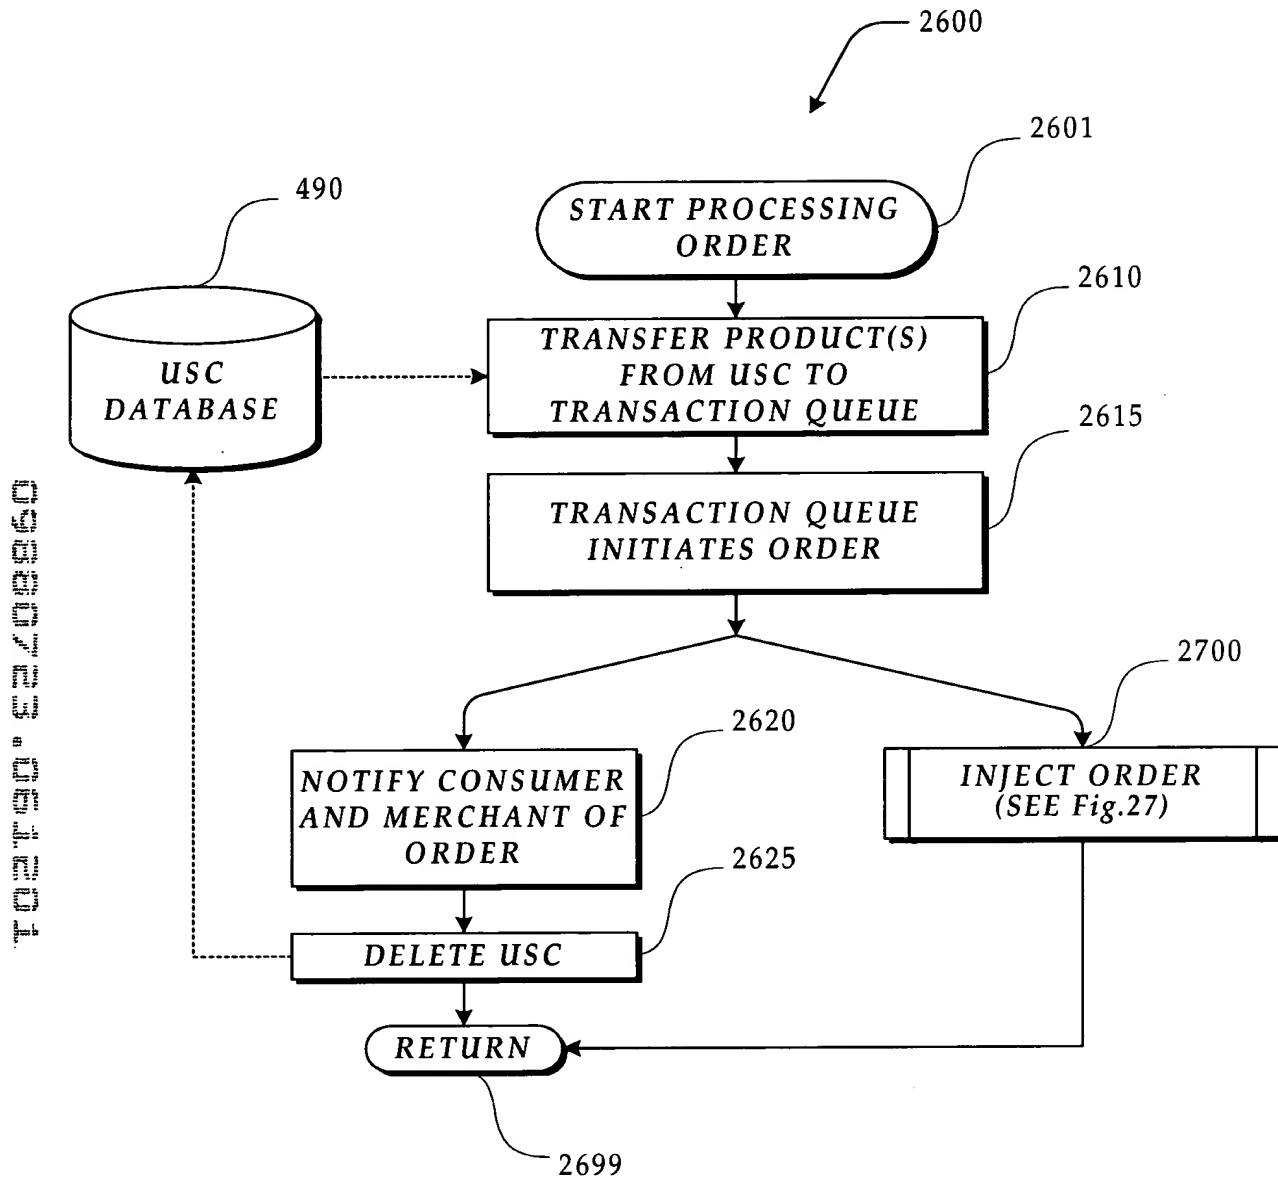 2600
2601
START PROCESSING
ORDER
490
2610
USC
DATABASE
TRANSFER PRODUCT(S)
FROM USC TO
TRANSACTION QUEUE
2615
TRANSACTION QUEUE
INITIATES ORDER
2700
2620
NOTIFY CONSUMER
AND MERCHANT OF
ORDER
INJECT ORDER
(SEE Fig.27)
2625
DELETE USC
RETURN
2699
09880723.061201